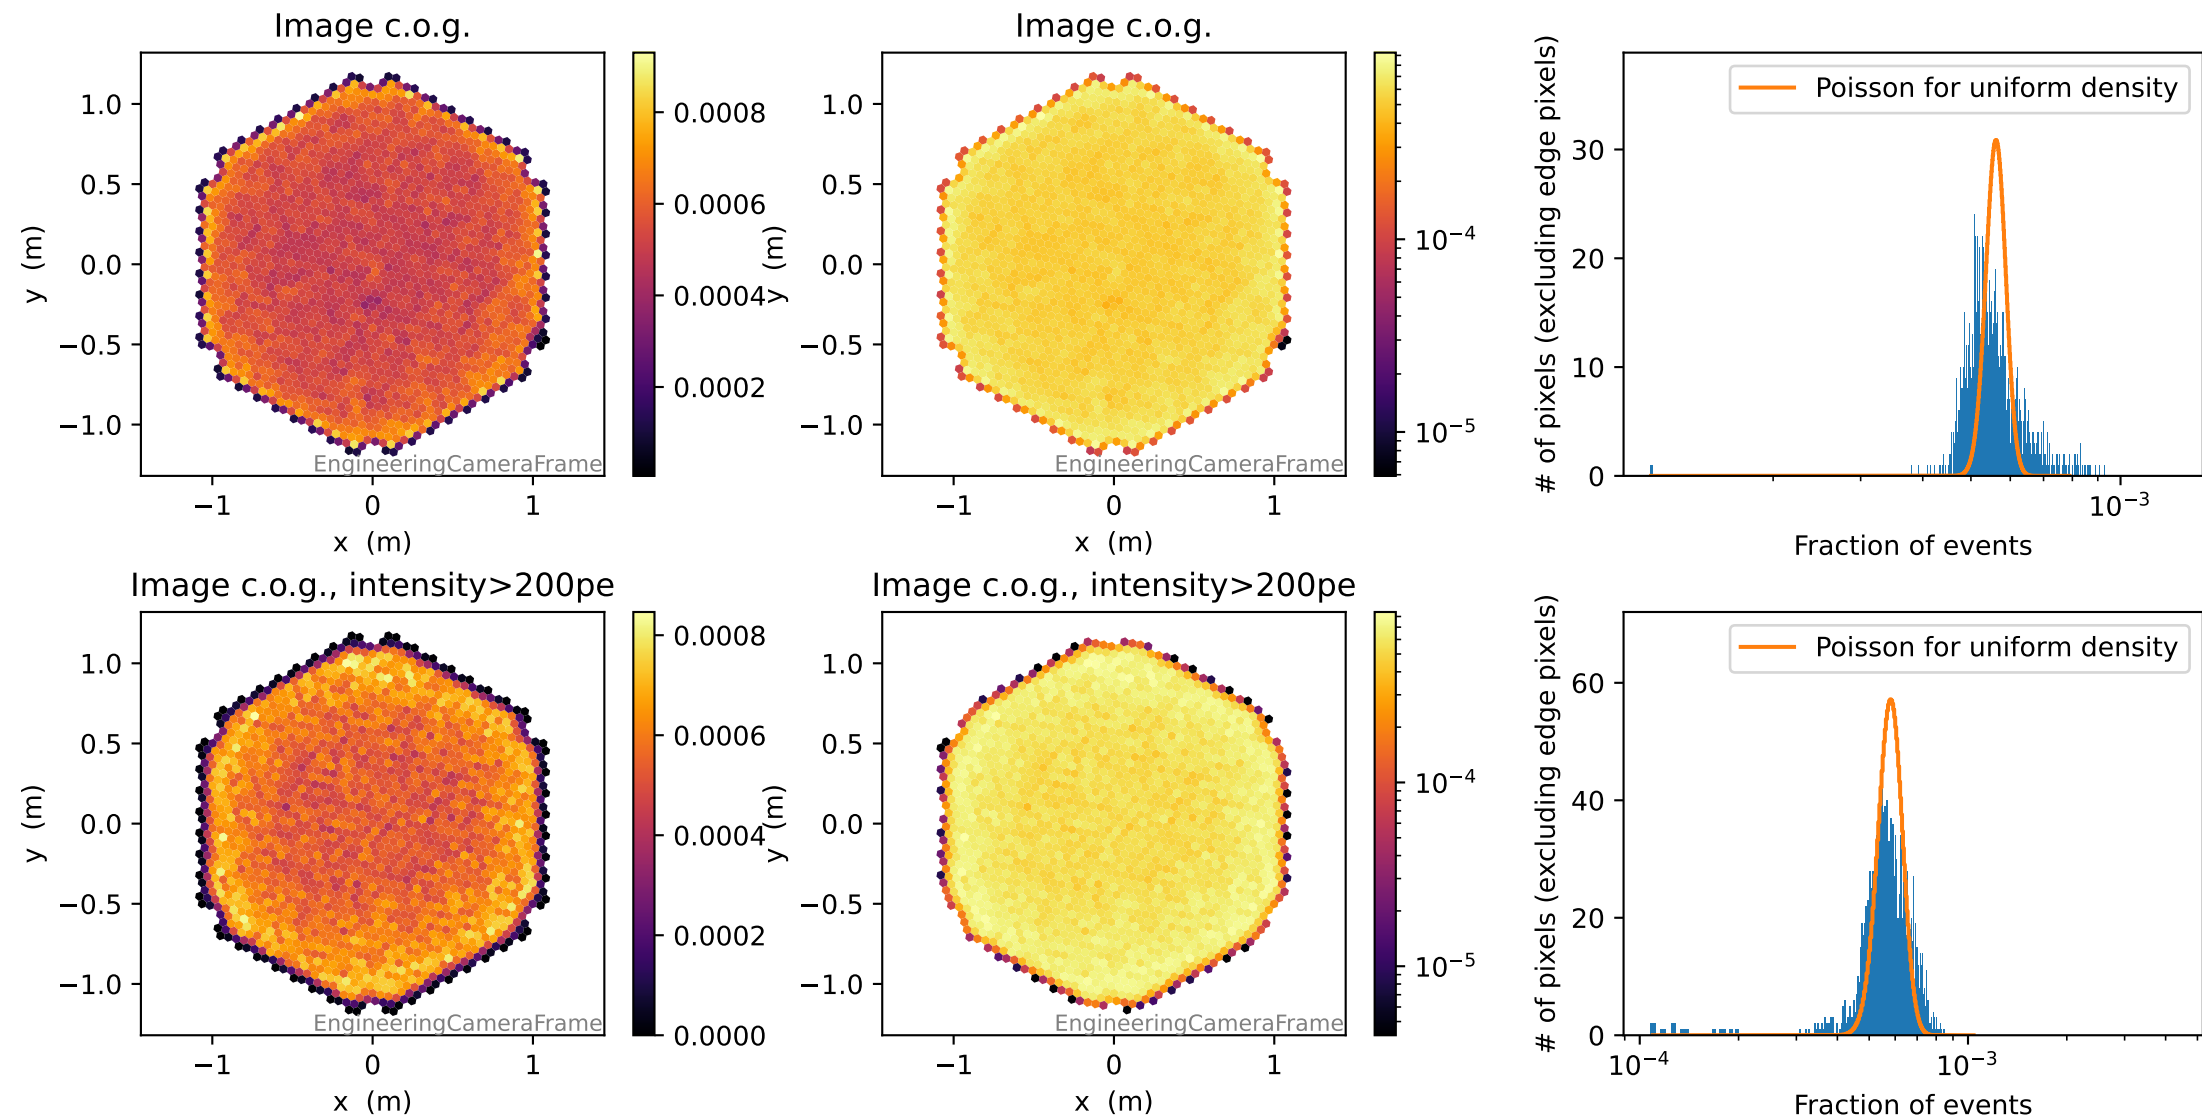 Image c.o.g.
1.0
0.5
0.0
−0.5
−1.0
y (m)
−1
0
1
x (m)
EngineeringCameraFrame
0.0008
0.0006
0.0004
0.0002
Image c.o.g.
1.0
0.5
0.0
−0.5
−1.0
y (m)
−1
0
1
x (m)
EngineeringCameraFrame
10⁻⁴
10⁻⁵
# of pixels (excluding edge pixels)
30
20
10
0
Poisson for uniform density
10⁻³
Fraction of events
Image c.o.g., intensity>200pe
1.0
0.5
0.0
−0.5
−1.0
y (m)
−1
0
1
x (m)
EngineeringCameraFrame
0.0008
0.0006
0.0004
0.0002
0.0000
Image c.o.g., intensity>200pe
1.0
0.5
0.0
−0.5
−1.0
y (m)
−1
0
1
x (m)
EngineeringCameraFrame
10⁻⁴
10⁻⁵
# of pixels (excluding edge pixels)
60
40
20
0
Poisson for uniform density
10⁻⁴
10⁻³
Fraction of events